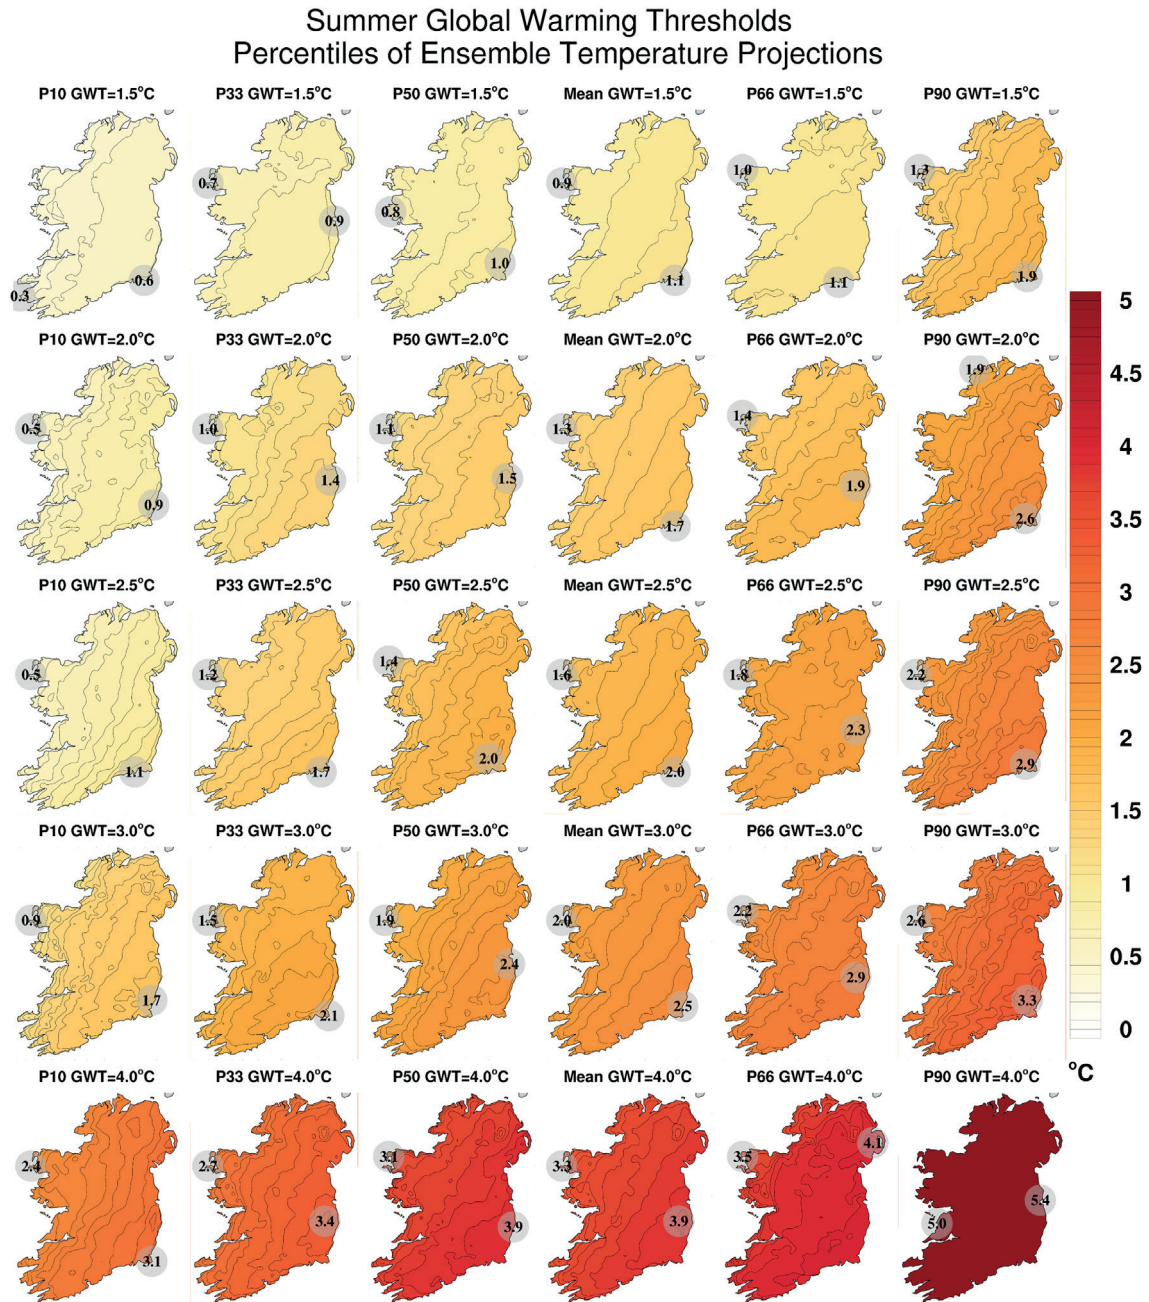 Summer Global Warming Thresholds
Percentiles of Ensemble Temperature Projections
P10 GWT=1.5°C P33 GWT=1.5°C P50 GWT=1.5°C Mean GWT=1.5°C P66 GWT=1.5°C P90 GWT=1.5°C
0.3 0.6 0.7 0.9 0.8 1.0 0.9 1.1 1.0 1.1 1.3 1.9
P10 GWT=2.0°C P33 GWT=2.0°C P50 GWT=2.0°C Mean GWT=2.0°C P66 GWT=2.0°C P90 GWT=2.0°C
0.5 0.9 1.0 1.4 1.1 1.5 1.3 1.7 1.4 1.9 1.9 2.6
P10 GWT=2.5°C P33 GWT=2.5°C P50 GWT=2.5°C Mean GWT=2.5°C P66 GWT=2.5°C P90 GWT=2.5°C
0.5 1.1 1.2 1.7 1.4 2.0 1.6 2.0 1.8 2.3 2.2 2.9
P10 GWT=3.0°C P33 GWT=3.0°C P50 GWT=3.0°C Mean GWT=3.0°C P66 GWT=3.0°C P90 GWT=3.0°C
0.9 1.7 1.5 2.1 1.9 2.4 2.0 2.5 2.2 2.9 2.6 3.3
P10 GWT=4.0°C P33 GWT=4.0°C P50 GWT=4.0°C Mean GWT=4.0°C P66 GWT=4.0°C P90 GWT=4.0°C
2.4 3.1 2.7 3.4 3.1 3.9 3.3 3.9 3.5 4.1 5.0 5.4
5
4.5
4
3.5
3
2.5
2
1.5
1
0.5
0
°C